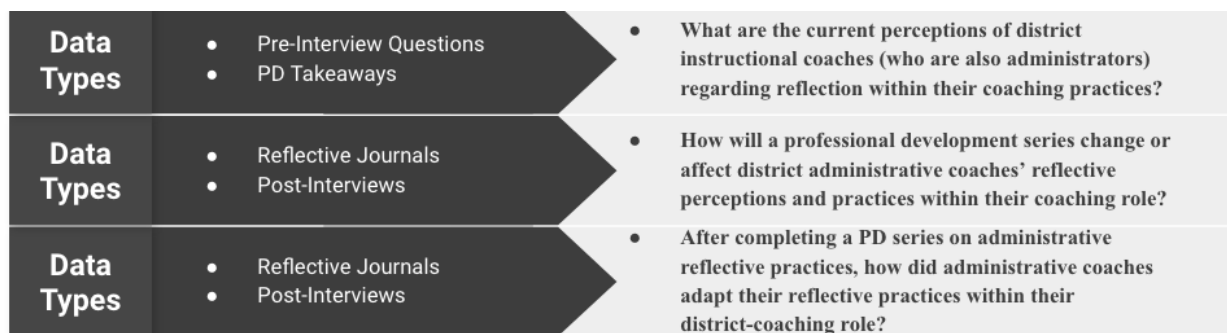 Data
Types
● Pre-Interview Questions
● PD Takeaways
● What are the current perceptions of district
instructional coaches (who are also administrators)
regarding reflection within their coaching practices?
Data
Types
● Reflective Journals
● Post-Interviews
● How will a professional development series change or
affect district administrative coaches’ reflective
perceptions and practices within their coaching role?
Data
Types
● Reflective Journals
● Post-Interviews
● After completing a PD series on administrative
reflective practices, how did administrative coaches
adapt their reflective practices within their
district-coaching role?